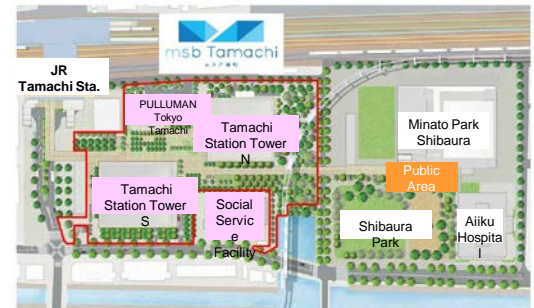 msb Tamachi
JR
Tamachi Sta.
PULLUMAN
Tokyo
Tamachi
Tamachi
Station Tower
N
Minato Park
Shibaura
Public
Area
Tamachi
Station Tower
S
Social
Servic
e
Facility
Shibaura
Park
Aiiku
Hospita
l